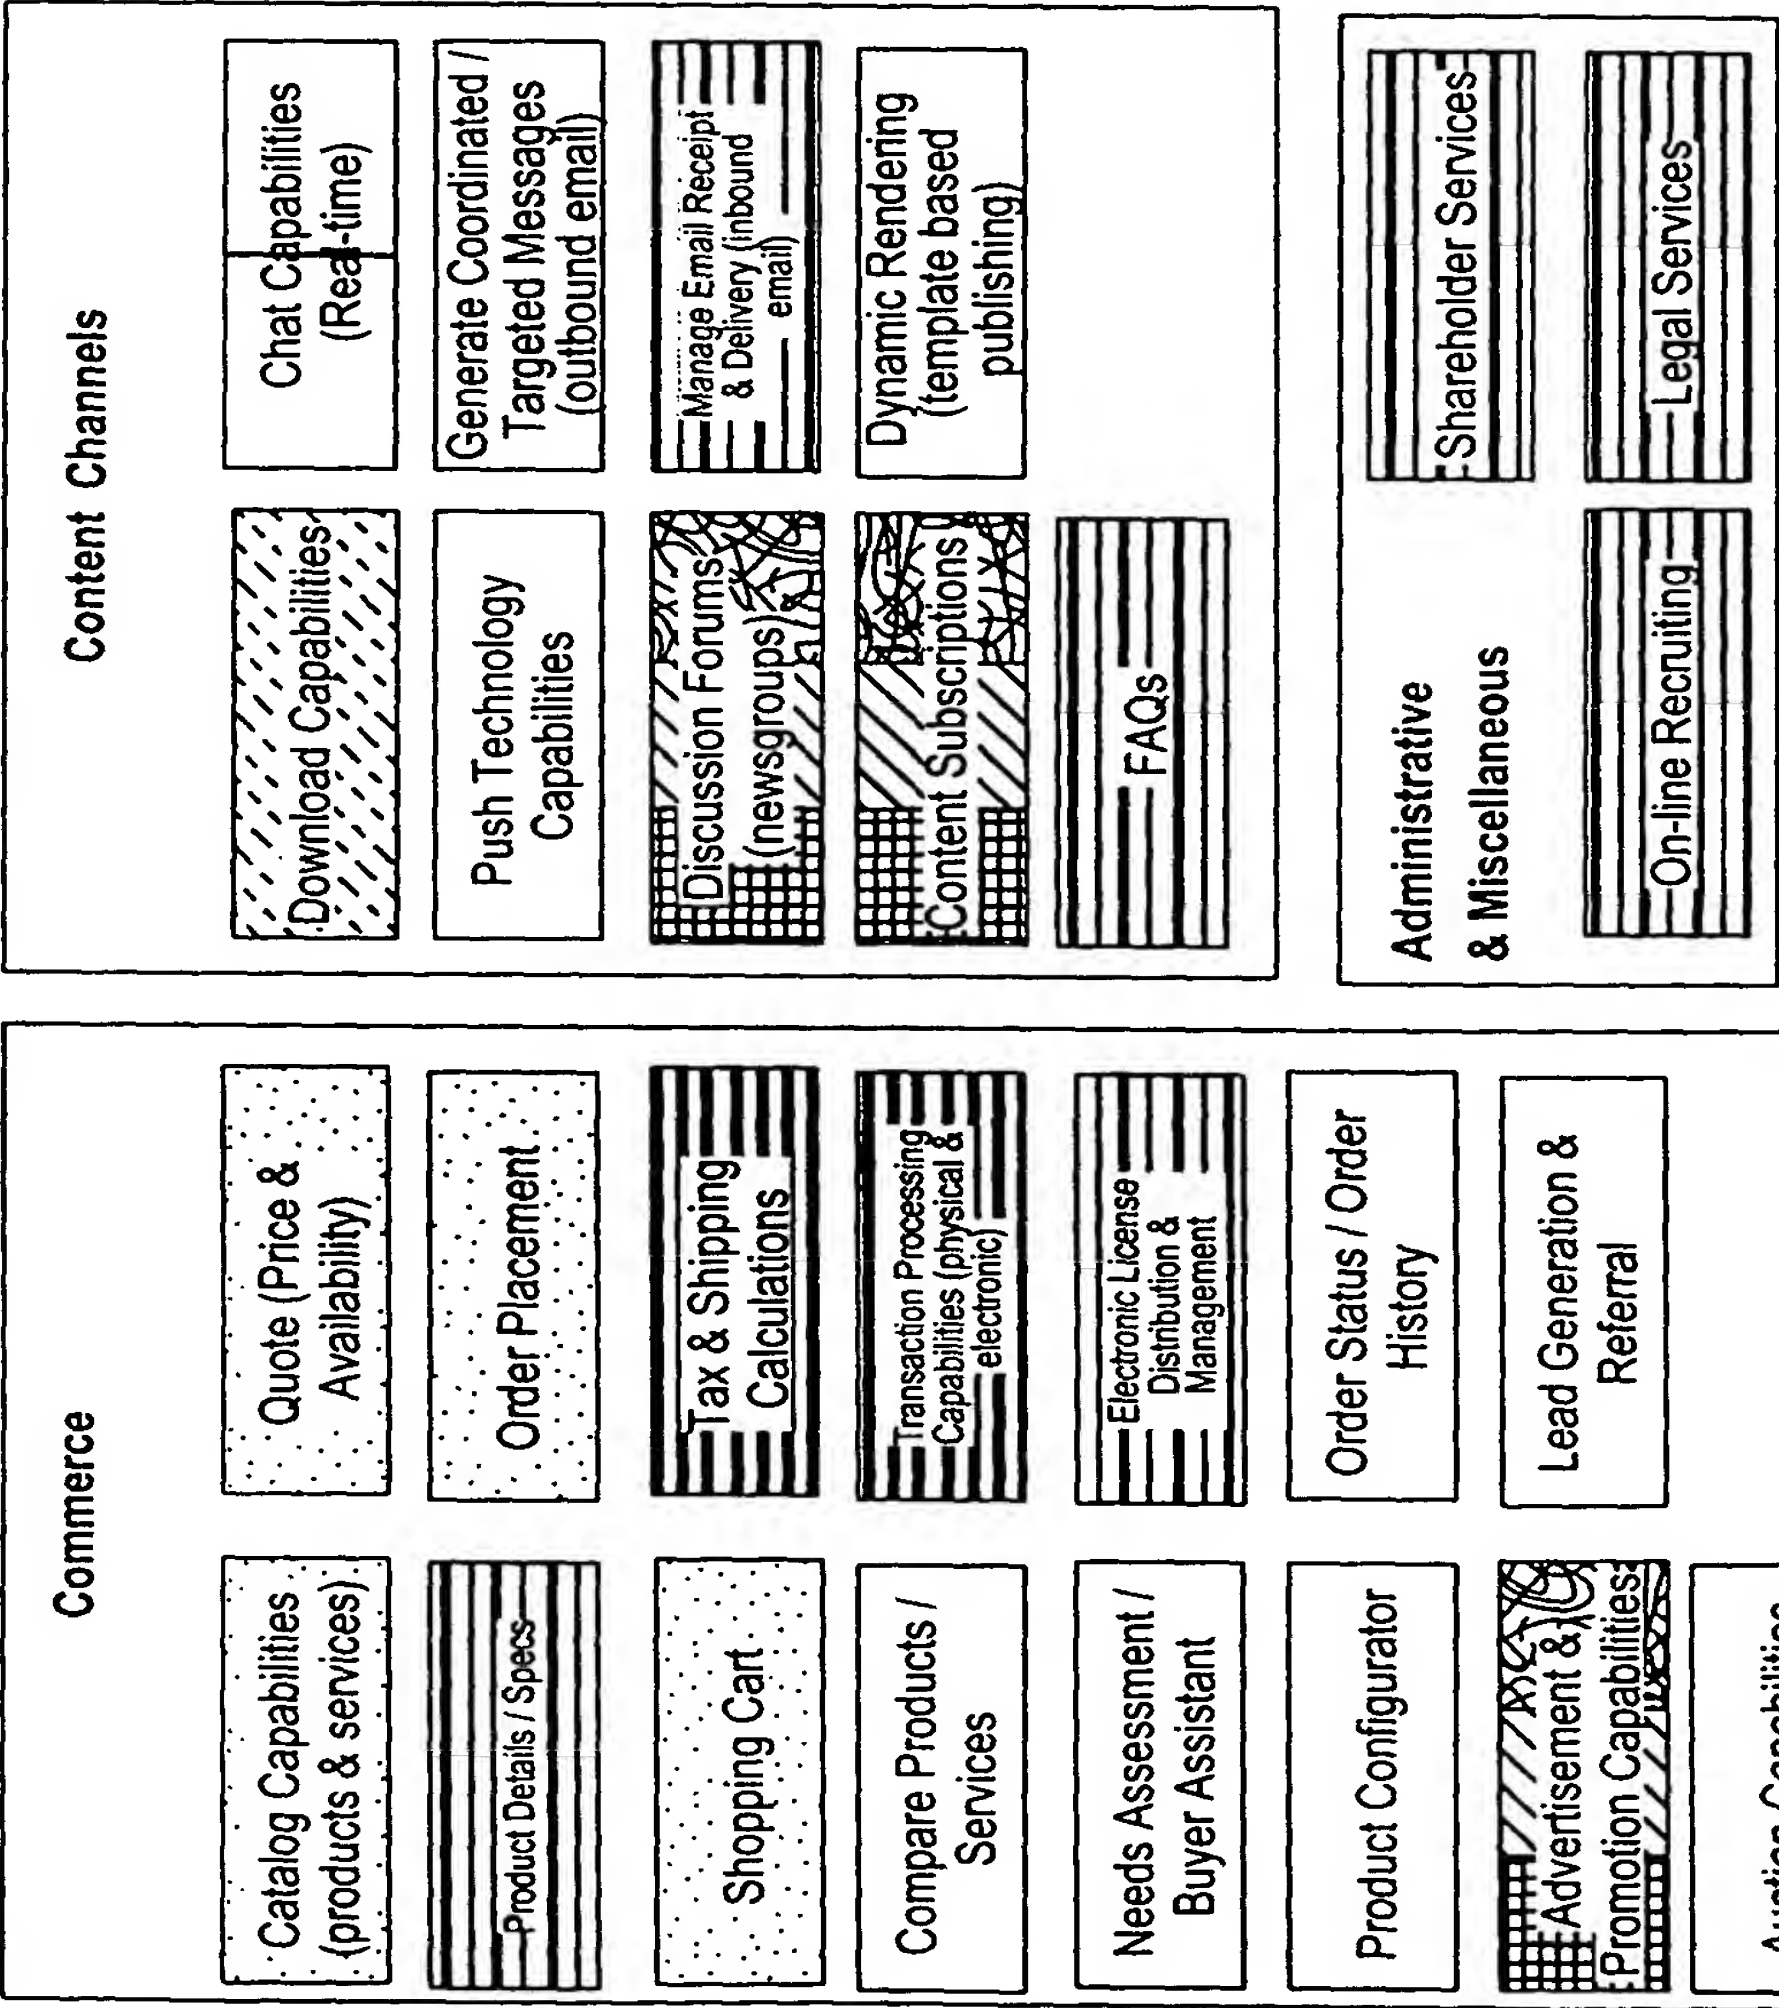 Commerce
Catalog Capabilities
(products & services)
Quote (Price &
Availability)
Product Details / Specs
Order Placement
Shopping Cart
Tax & Shipping
Calculations
Compare Products /
Services
Transaction Processing
Capabilities (physical &
electronic)
Needs Assessment /
Buyer Assistant
Electronic License
Distribution &
Management
Product Configurator
Order Status / Order
History
Advertisement &
Promotion Capabilities
Lead Generation &
Referral
Auction Capabilities
Content Channels
Download Capabilities
Chat Capabilities
(Real-time)
Push Technology
Capabilities
Generate Coordinated /
Targeted Messages
(outbound email)
Discussion Forums
(newsgroups)
Manage Email Receipt
& Delivery (inbound
email)
Content Subscriptions
Dynamic Rendering
(template based
publishing)
FAQs
Administrative
& Miscellaneous
Shareholder Services
On-line Recruiting
Legal Services